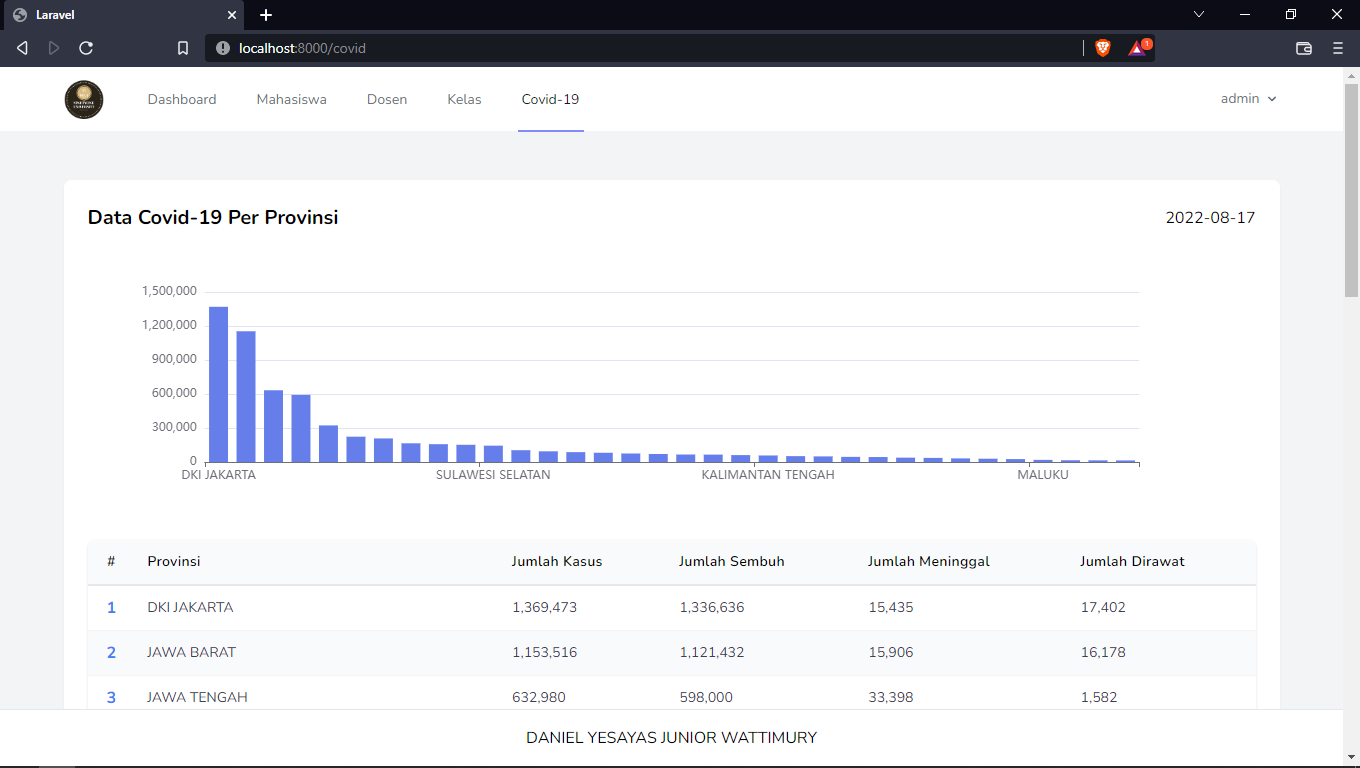 Laravel
localhost:8000/covid
1
Dashboard Mahasiswa Dosen Kelas Covid-19 admin
Data Covid-19 Per Provinsi 2022-08-17
1,500,000
1,200,000
900,000
600,000
300,000
0
DKI JAKARTA SULAWESI SELATAN KALIMANTAN TENGAH MALUKU
# Provinsi Jumlah Kasus Jumlah Sembuh Jumlah Meninggal Jumlah Dirawat
1 DKI JAKARTA 1,369,473 1,336,636 15,435 17,402
2 JAWA BARAT 1,153,516 1,121,432 15,906 16,178
3 JAWA TENGAH 632,980 598,000 33,398 1,582
DANIEL YESAYAS JUNIOR WATTIMURY